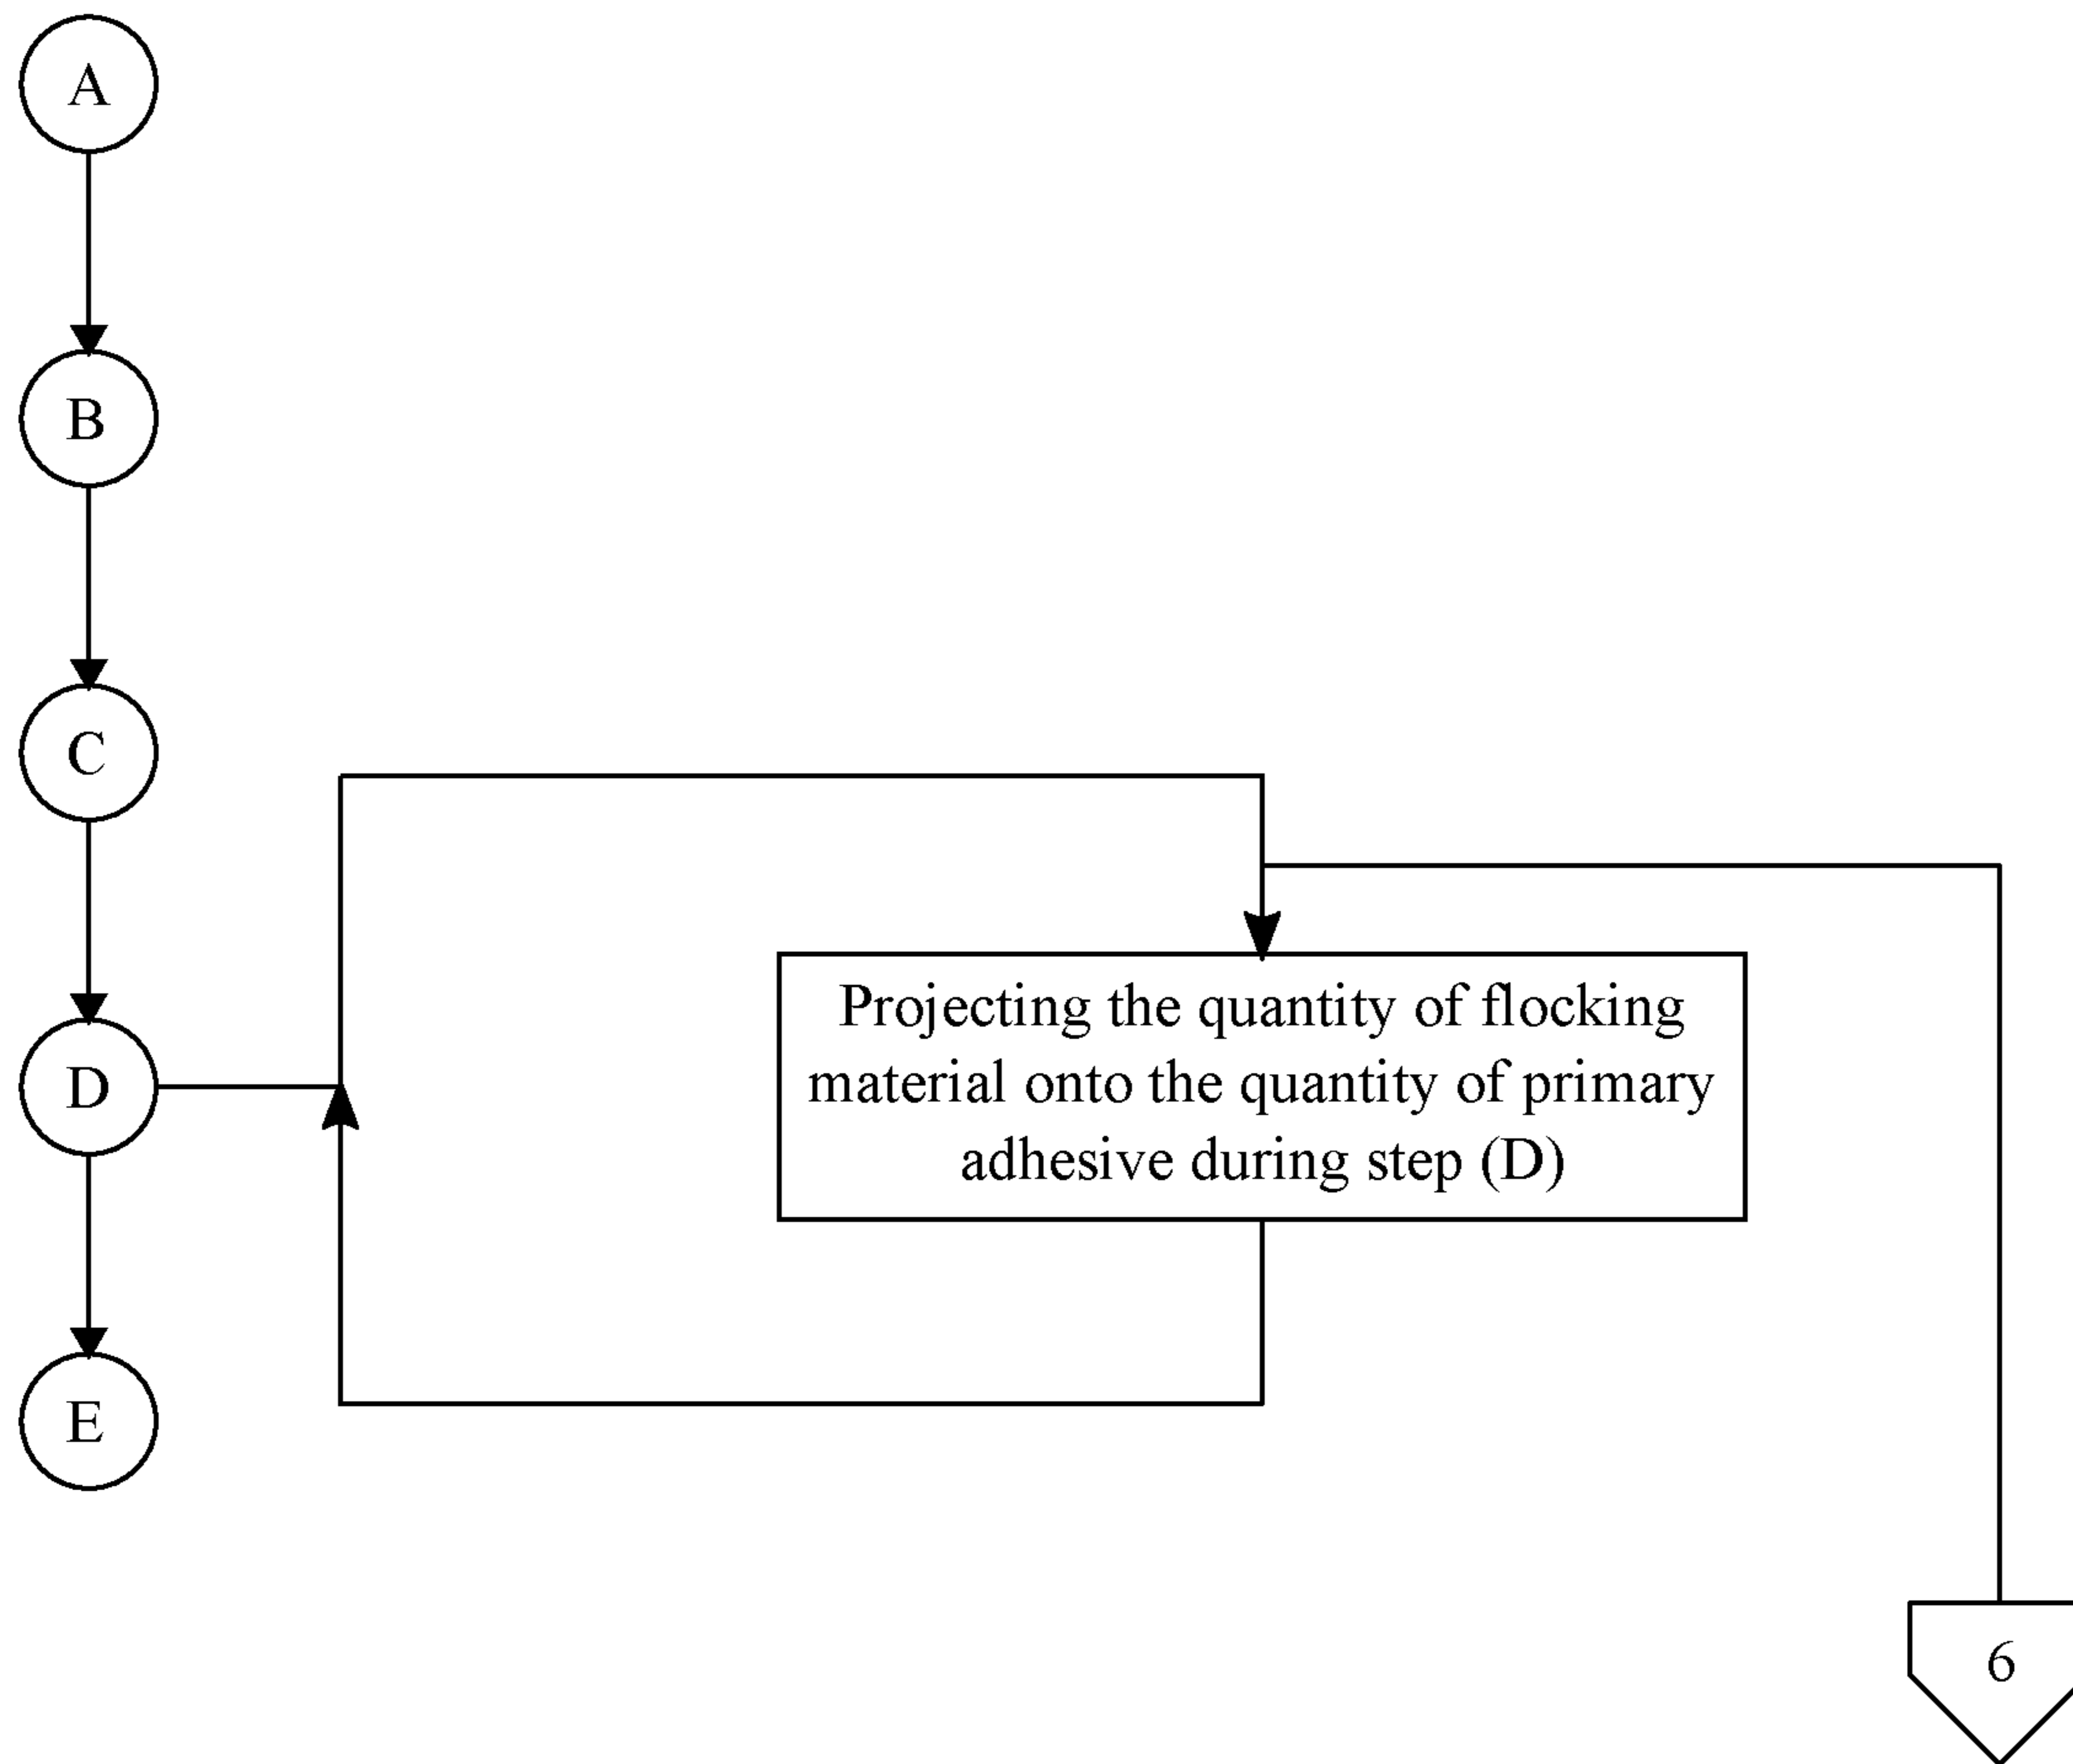 A
B
C
D
Projecting the quantity of flocking
material onto the quantity of primary
adhesive during step (D)
E
6